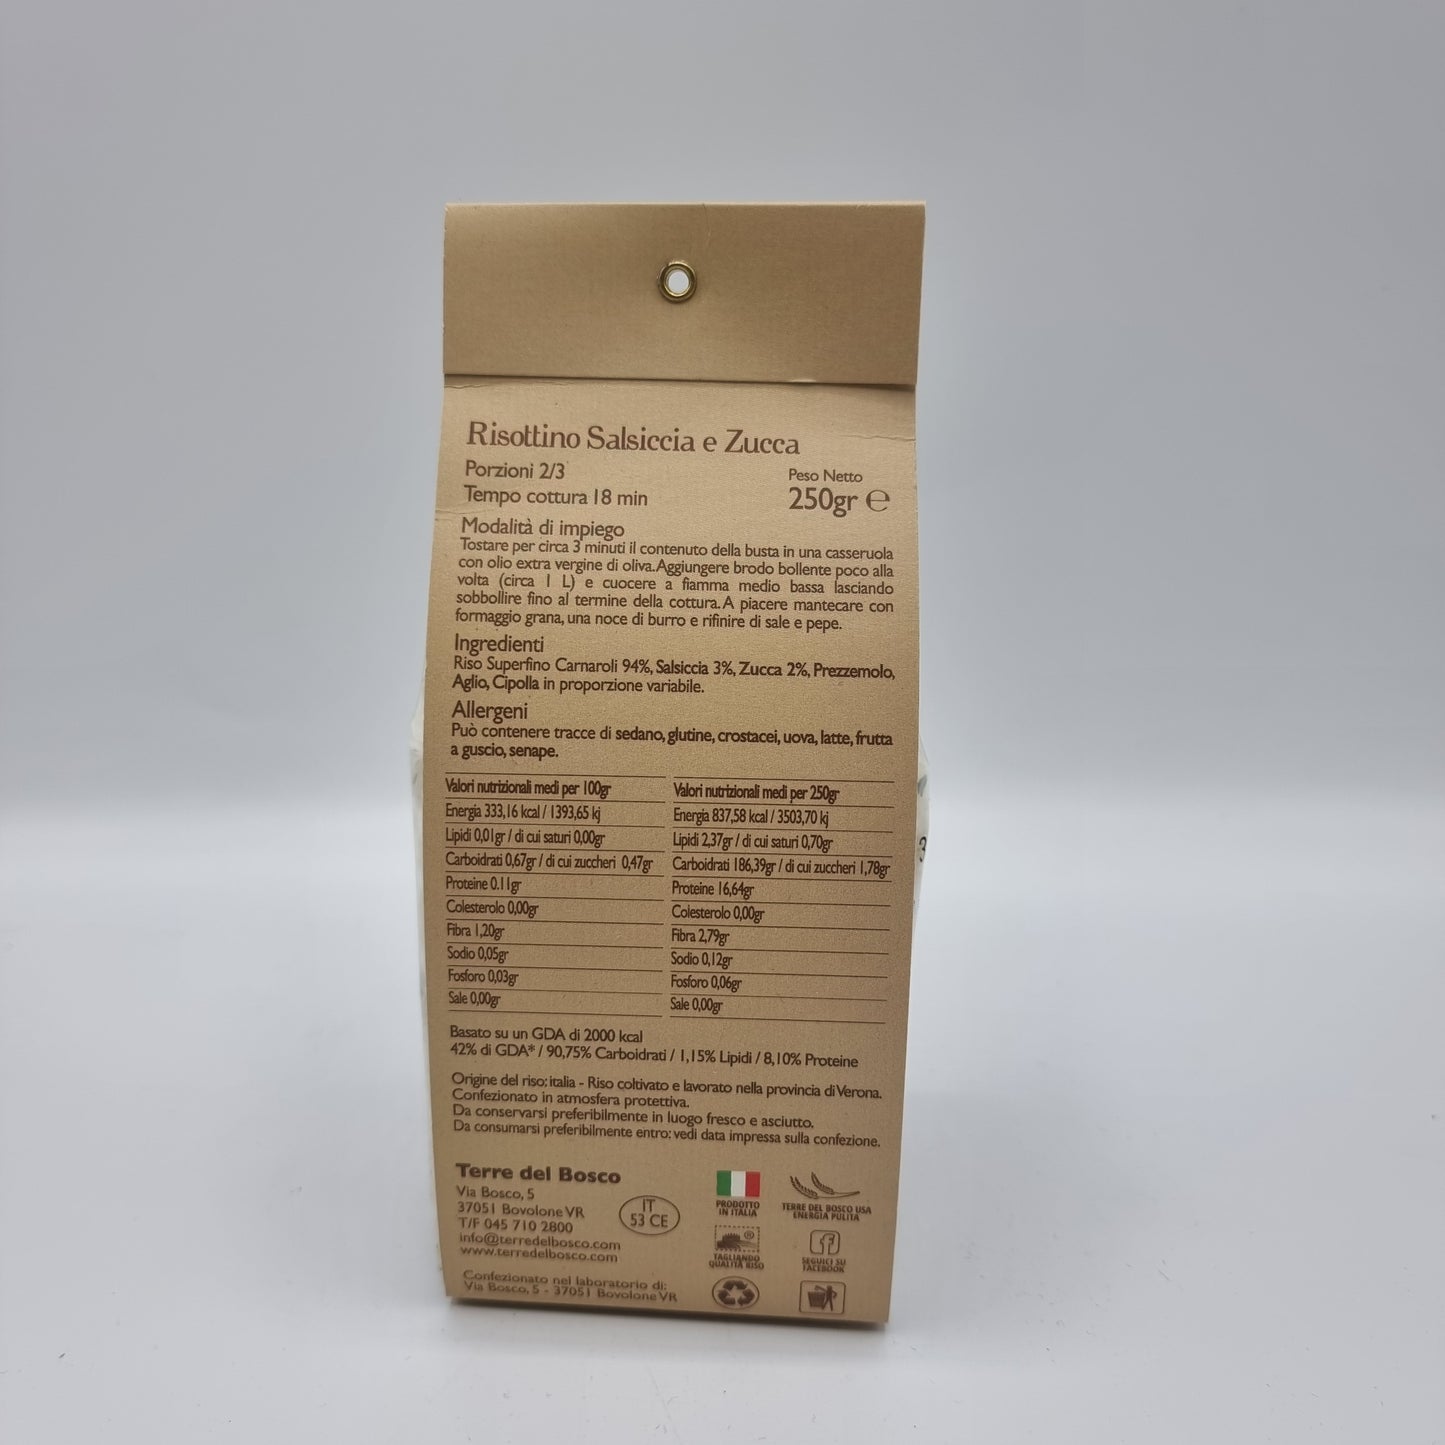 Risottino Salsiccia e Zucca
Porzioni 2/3
Tempo cottura 18 min
Peso Netto
250gr ℮
Modalità di impiego
Tostare per circa 3 minuti il contenuto della busta in una casseruola
con olio extra vergine di oliva. Aggiungere brodo bollente poco alla
volta (circa 1 L) e cuocere a fiamma medio bassa lasciando
sobbollire fino al termine della cottura. A piacere mantecare con
formaggio grana, una noce di burro e rifinire di sale e pepe.
Ingredienti
Riso Superfino Carnaroli 94%, Salsiccia 3%, Zucca 2%, Prezzemolo,
Aglio, Cipolla in proporzione variabile.
Allergeni
Può contenere tracce di sedano, glutine, crostacei, uova, latte, frutta
a guscio, senape.
Valori nutrizionali medi per 100gr
Energia 333,16 kcal / 1393,65 kj
Lipidi 0,01gr / di cui saturi 0,00gr
Carboidrati 0,67gr / di cui zuccheri 0,47gr
Proteine 0.11gr
Colesterolo 0,00gr
Fibra 1,20gr
Sodio 0,05gr
Fosforo 0,03gr
Sale 0,00gr
Valori nutrizionali medi per 250gr
Energia 837,58 kcal / 3503,70 kj
Lipidi 2,37gr / di cui saturi 0,70gr
Carboidrati 186,39gr / di cui zuccheri 1,78gr
Proteine 16,64gr
Colesterolo 0,00gr
Fibra 2,79gr
Sodio 0,12gr
Fosforo 0,06gr
Sale 0,00gr
Basato su un GDA di 2000 kcal
42% di GDA* / 90,75% Carboidrati / 1,15% Lipidi / 8,10% Proteine
Origine del riso: italia - Riso coltivato e lavorato nella provincia di Verona.
Confezionato in atmosfera protettiva.
Da conservarsi preferibilmente in luogo fresco e asciutto.
Da consumarsi preferibilmente entro: vedi data impressa sulla confezione.
Terre del Bosco
Via Bosco, 5
37051 Bovolone VR
T/F 045 710 2800
info@terredelbosco.com
www.terredelbosco.com
Confezionato nel laboratorio di:
Via Bosco, 5 - 37051 Bovolone VR
IT
53 CE
PRODOTTO
IN ITALIA
TERRE DEL BOSCO USA
ENERGIA PULITA
®
TAGLIANDO
QUALITÀ RISO
f
SEGUICI SU
FACEBOOK
3